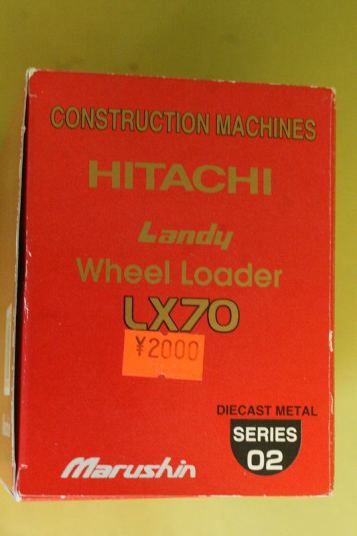 CONSTRUCTION MACHINES
HITACHI
Landy
Wheel Loader
LX70
¥2000
DIECAST METAL
SERIES
02
Marushin